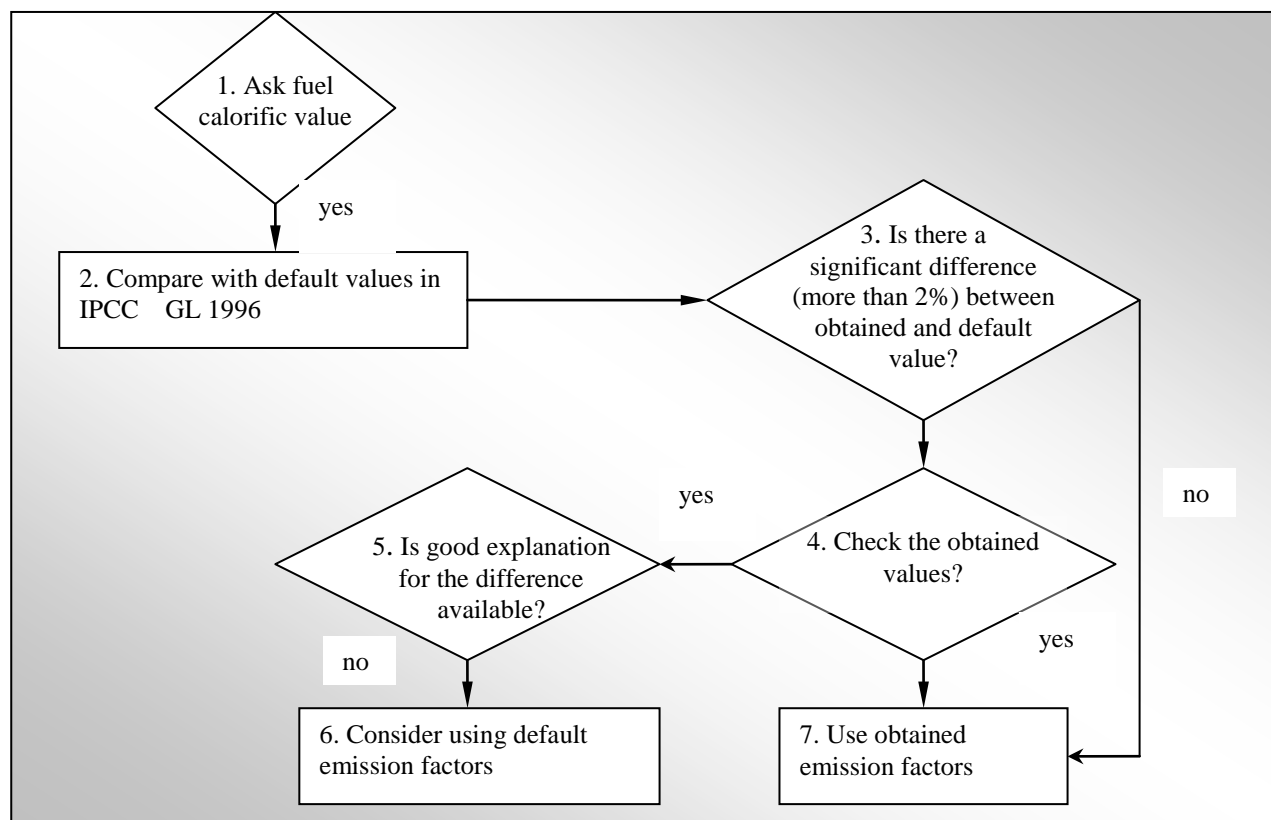 1. Ask fuel
calorific value
yes
2. Compare with default values in
IPCC GL 1996
3. Is there a
significant difference
(more than 2%) between
obtained and default
value?
no
yes
4. Check the obtained
values?
5. Is good explanation
for the difference
available?
yes
no
6. Consider using default
emission factors
7. Use obtained
emission factors